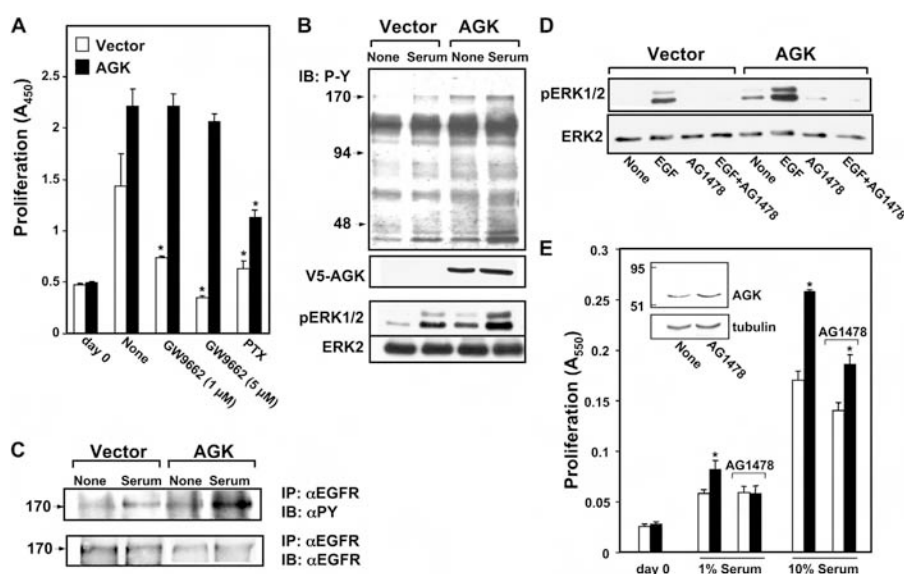 A
Vector
AGK
Proliferation (A450)
2.5
2
1.5
1
0.5
0
*
*
*
*
day 0
None
GW9662 (1 µM)
GW9662 (5 µM)
PTX
B
Vector AGK
None Serum None Serum
IB: P-Y
170
94
48
V5-AGK
pERK1/2
ERK2
C
Vector AGK
None Serum None Serum
170
IP: αEGFR
IB: αPY
170
IP: αEGFR
IB: αEGFR
D
Vector AGK
pERK1/2
ERK2
None
EGF
AG1478
EGF+AG1478
None
EGF
AG1478
EGF+AG1478
E
Proliferation (A550)
0.3
0.25
0.20
0.15
0.1
0.05
0
95
51
AGK
tubulin
None
AG1478
*
AG1478
*
AG1478
*
day 0 1% Serum 10% Serum